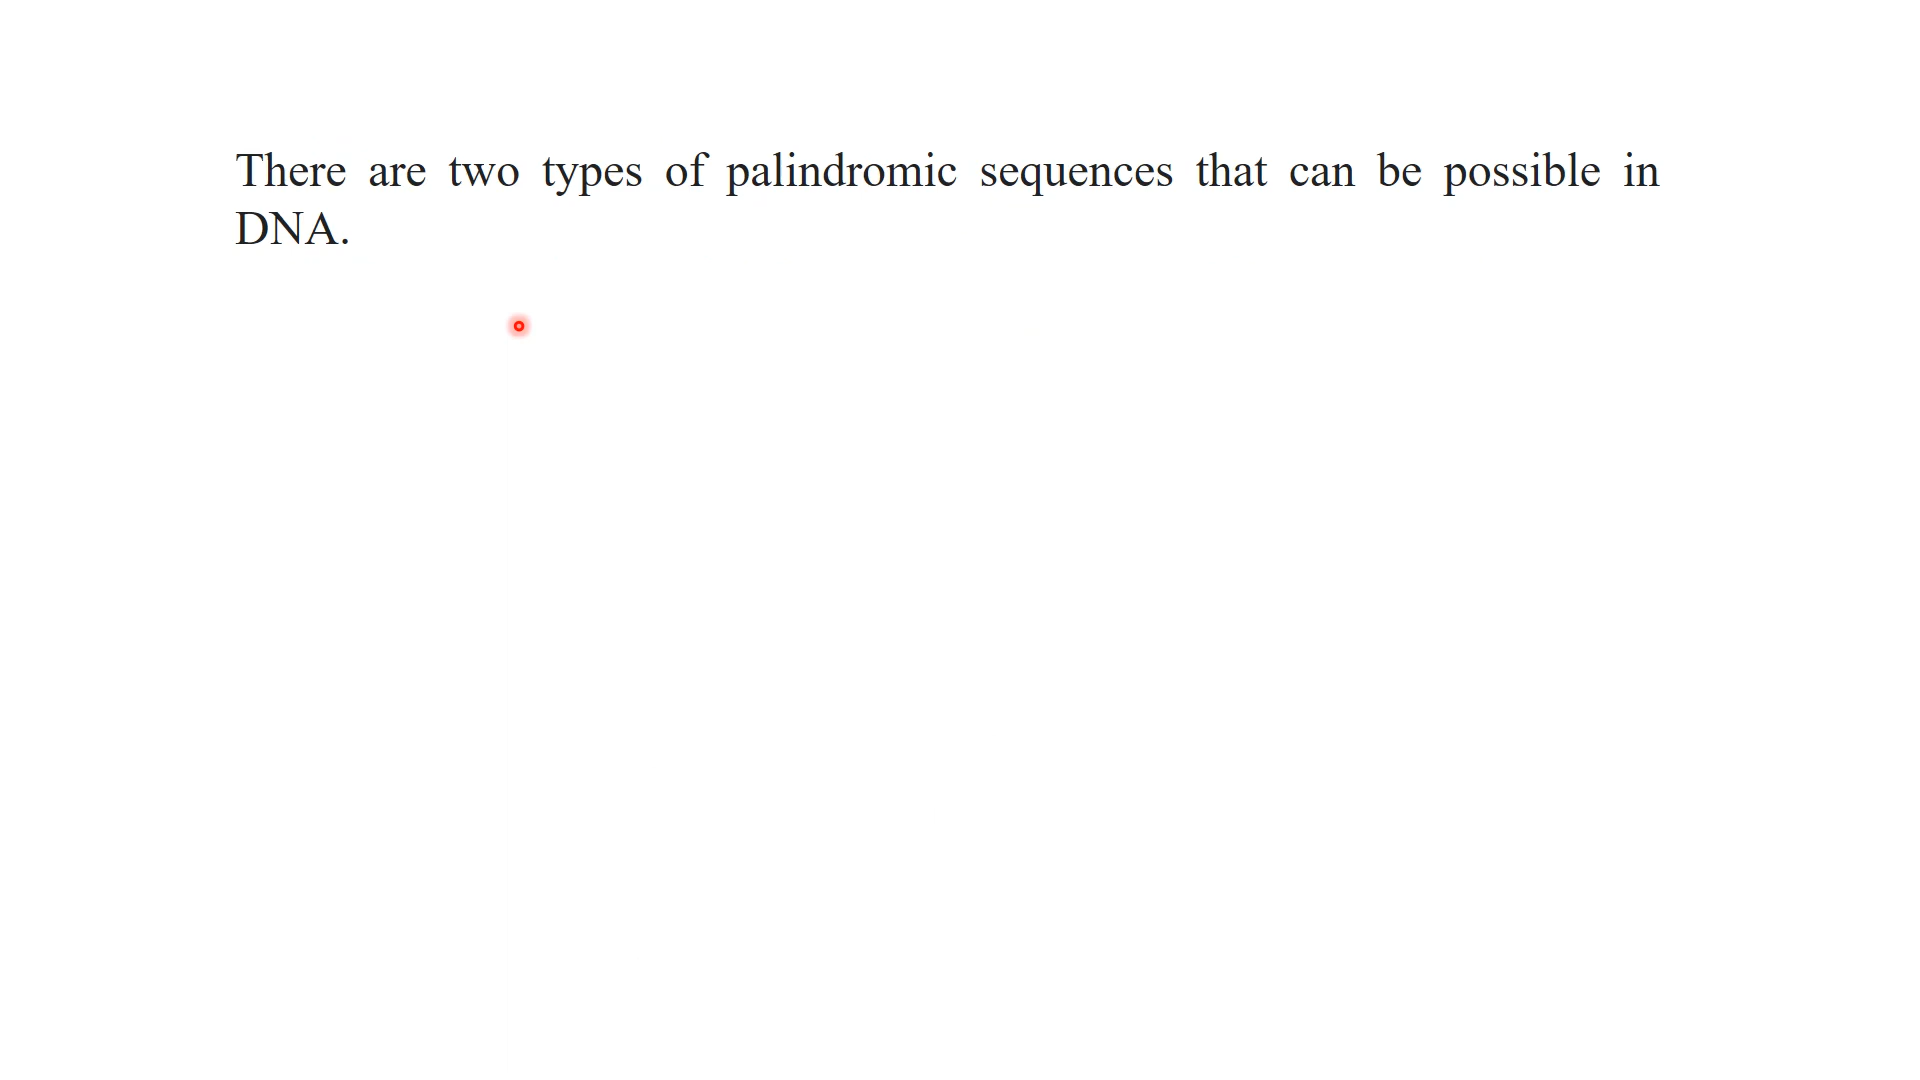 There are two types of palindromic sequences that can be possible in
DNA.